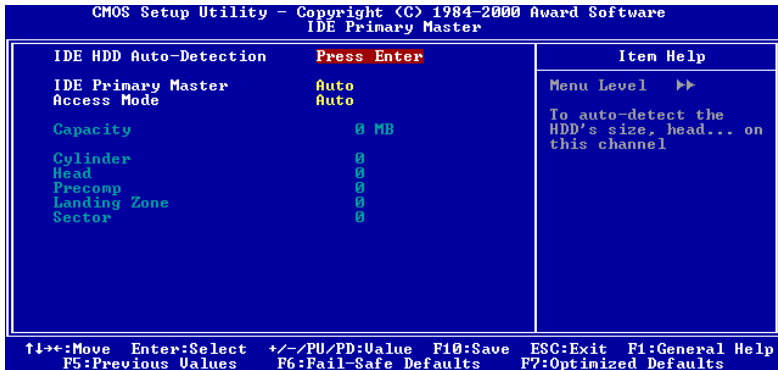 CMOS Setup Utility – Copyright (C) 1984-2000 Award Software
IDE Primary Master
IDE HDD Auto-Detection Press Enter
IDE Primary Master Auto
Access Mode Auto
Capacity 0 MB
Cylinder 0
Head 0
Precomp 0
Landing Zone 0
Sector 0
Item Help
Menu Level ▸▸
To auto-detect the
HDD's size, head... on
this channel
↑↓→←:Move Enter:Select +/-/PU/PD:Value F10:Save ESC:Exit F1:General Help
F5:Previous Values F6:Fail-Safe Defaults F7:Optimized Defaults